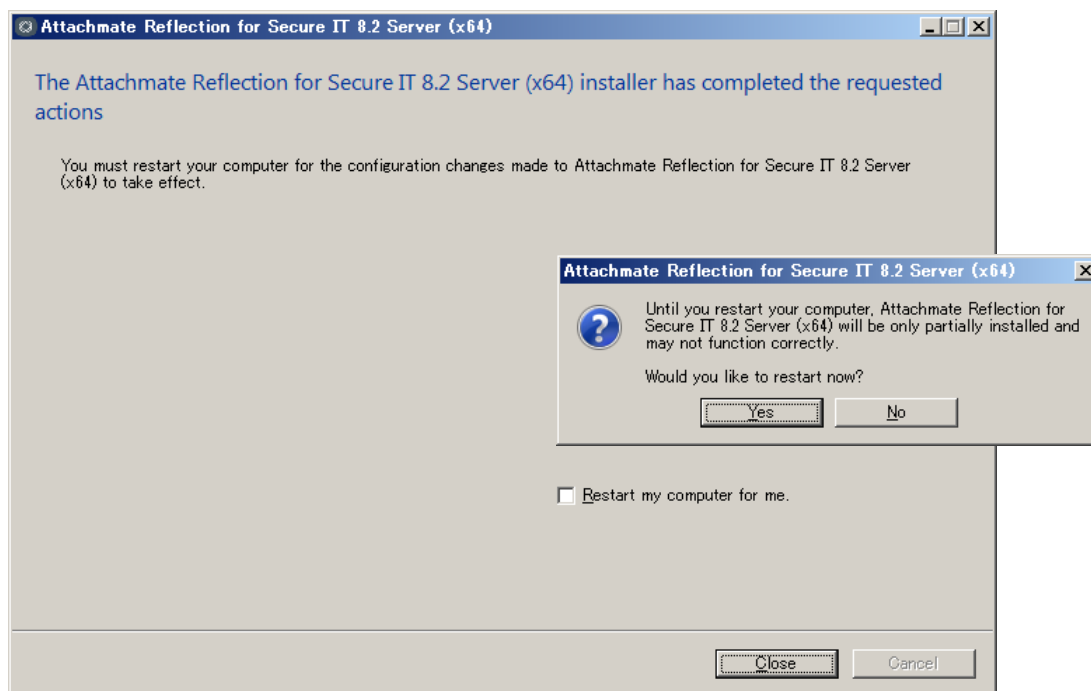 Attachmate Reflection for Secure IT 8.2 Server (x64)
The Attachmate Reflection for Secure IT 8.2 Server (x64) installer has completed the requested
actions
You must restart your computer for the configuration changes made to Attachmate Reflection for Secure IT 8.2 Server
(x64) to take effect.
Attachmate Reflection for Secure IT 8.2 Server (x64)
Until you restart your computer, Attachmate Reflection for
Secure IT 8.2 Server (x64) will be only partially installed and
may not function correctly.
Would you like to restart now?
Yes
No
Restart my computer for me.
Close
Cancel